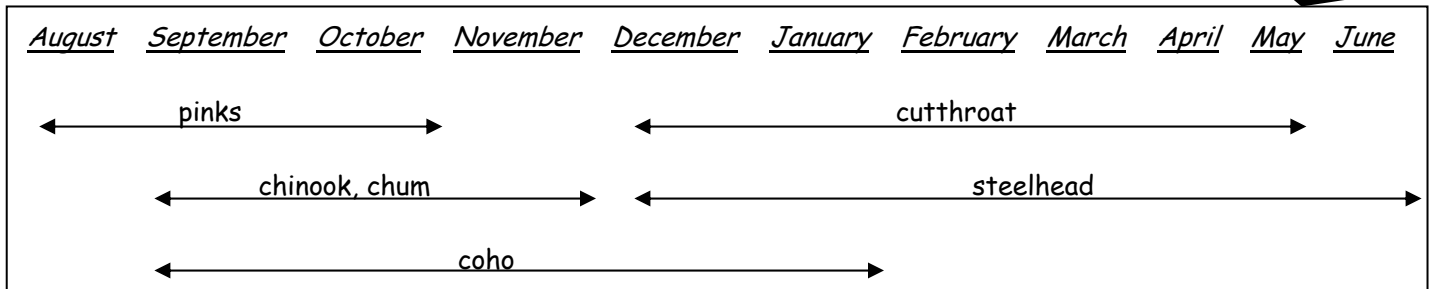 August September October November December January February March April May June
pinks cutthroat
chinook, chum steelhead
coho